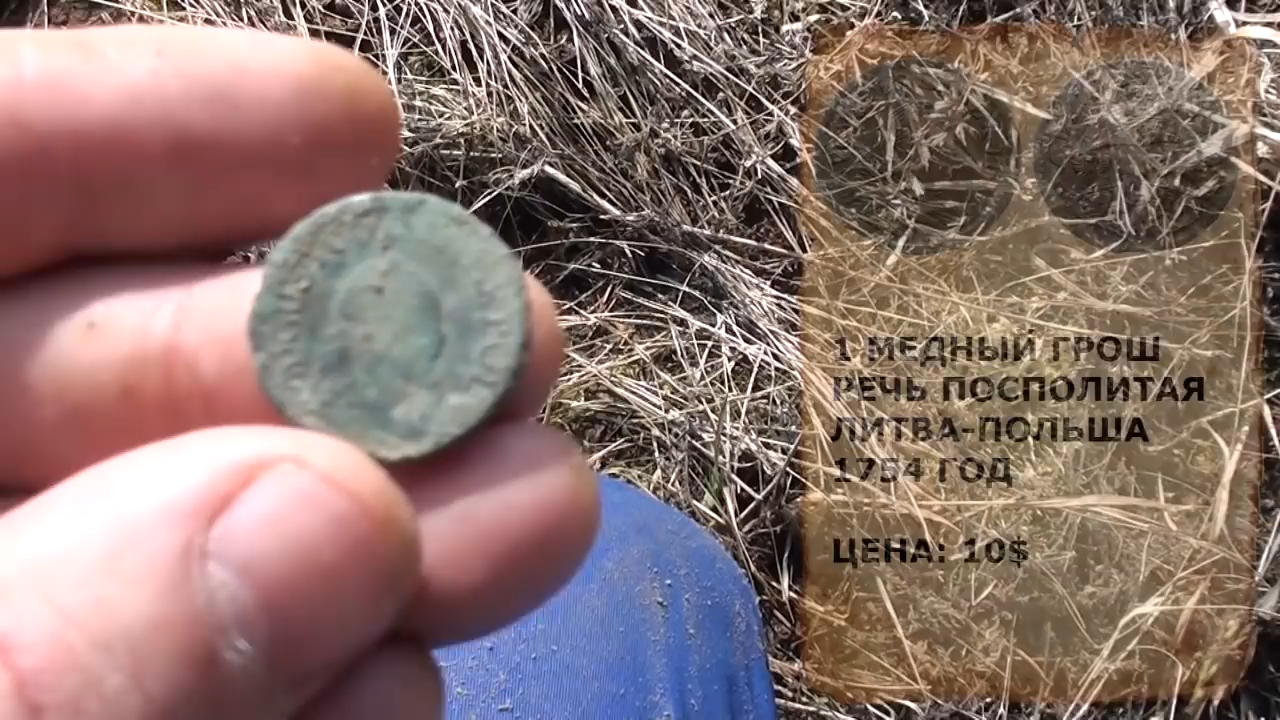 1 МЕДНЫЙ ГРОШ
РЕЧЬ ПОСПОЛИТАЯ
ЛИТВА-ПОЛЬША
1754 ГОД
ЦЕНА: 10$